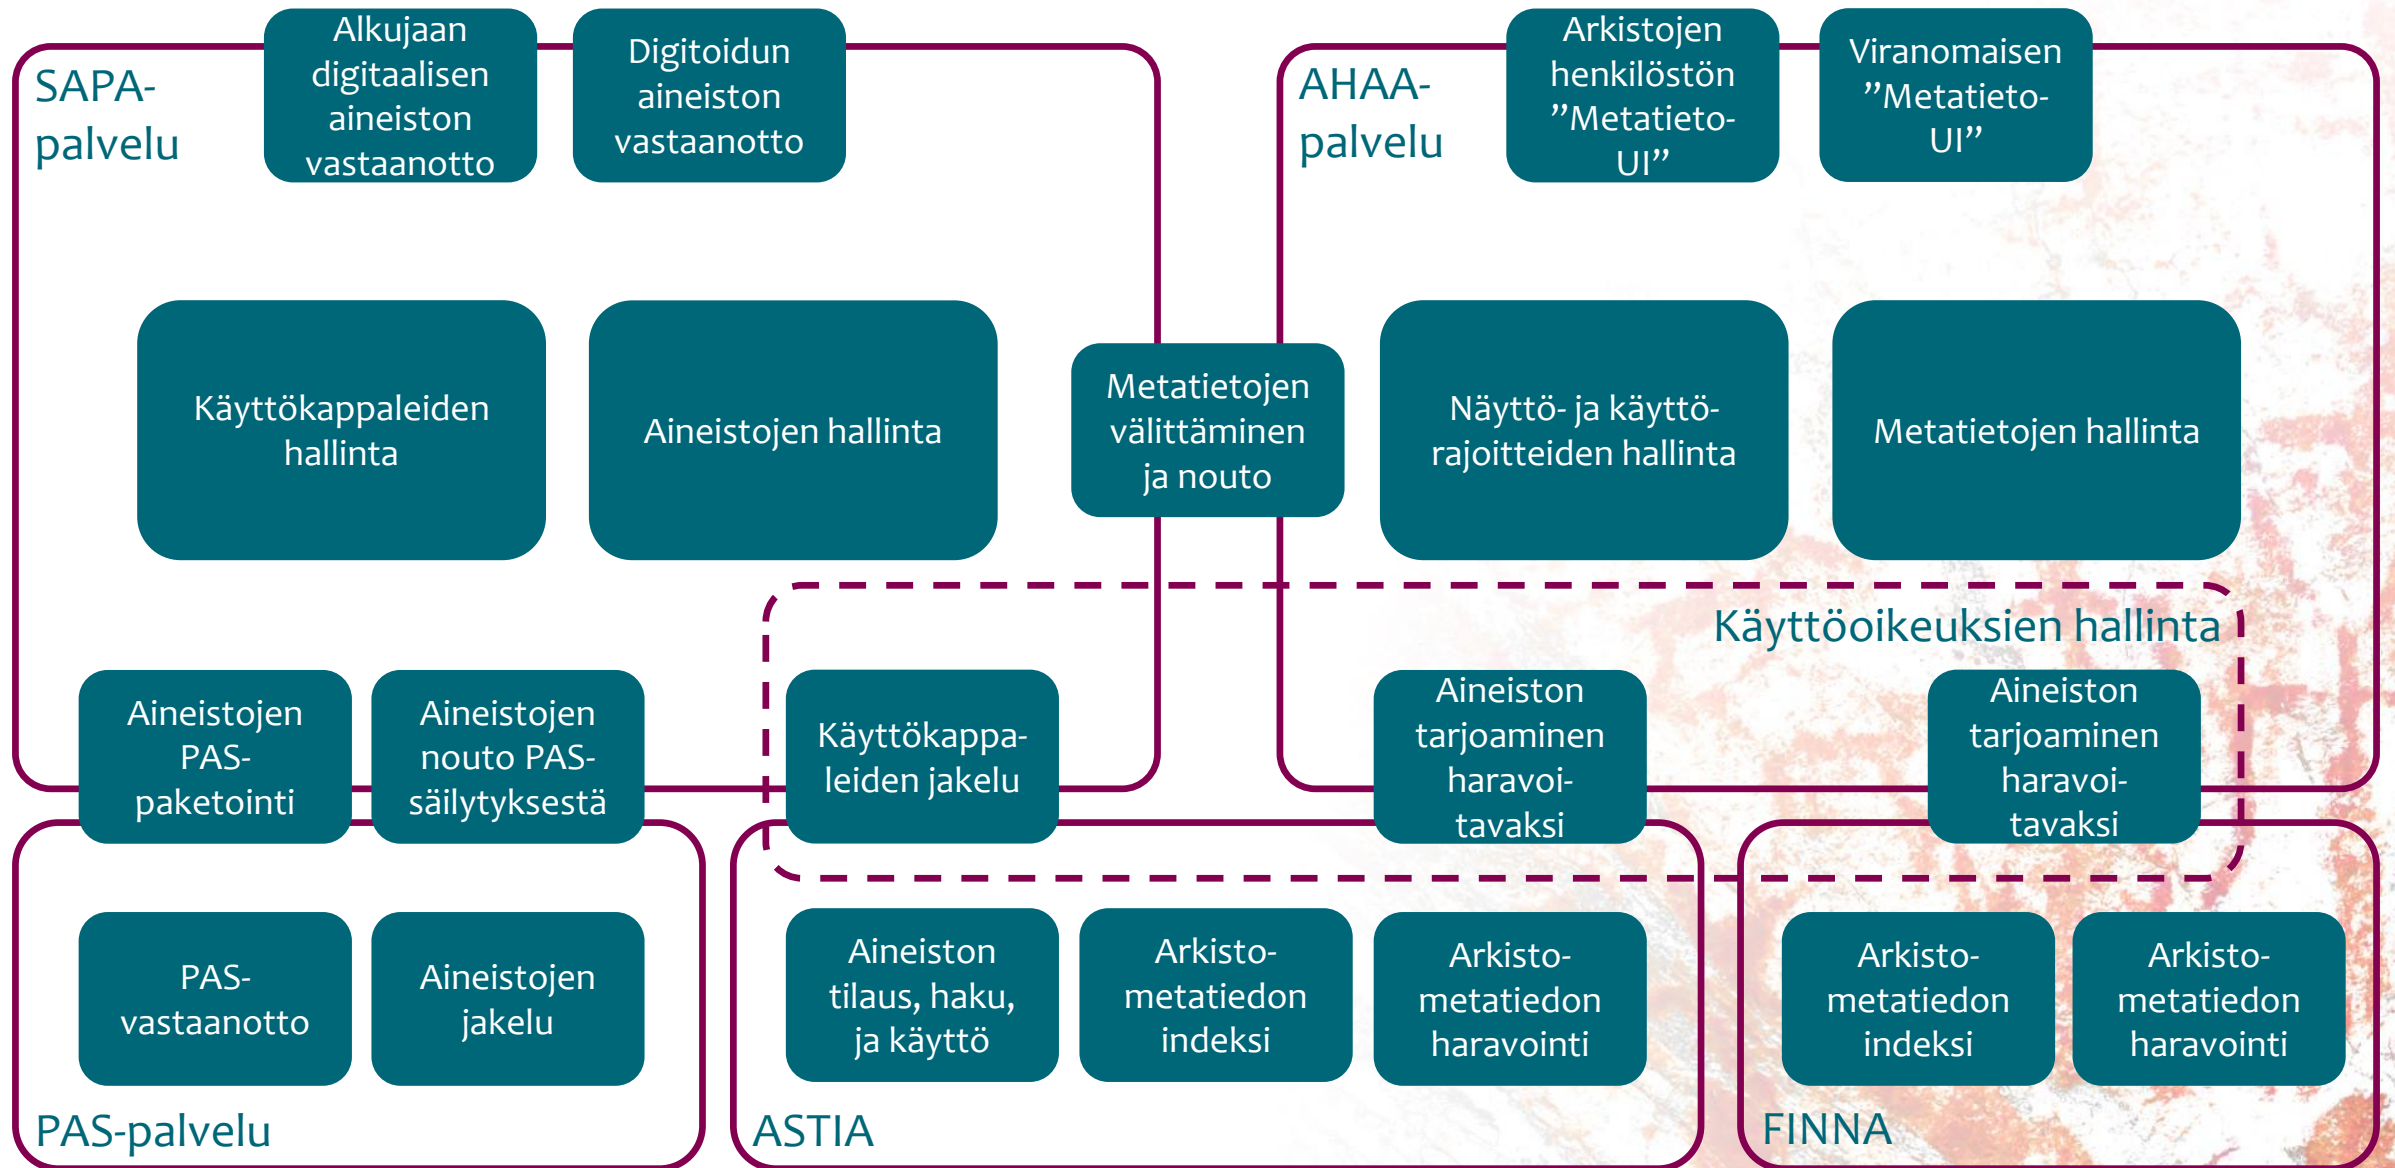 SAPA-
palvelu
Alkujaan
digitaalisen
aineiston
vastaanotto
Digitoidun
aineiston
vastaanotto
AHAA-
palvelu
Arkistojen
henkilöstön
”Metatieto-
UI”
Viranomaisen
”Metatieto-
UI”
Käyttökappaleiden
hallinta
Aineistojen hallinta
Metatietojen
välittäminen
ja nouto
Näyttö- ja käyttö-
rajoitteiden hallinta
Metatietojen hallinta
Käyttöoikeuksien hallinta
Aineistojen
PAS-
paketointi
Aineistojen
nouto PAS-
säilytyksestä
Käyttökappa-
leiden jakelu
Aineiston
tarjoaminen
haravoi-
tavaksi
Aineiston
tarjoaminen
haravoi-
tavaksi
PAS-
vastaanotto
Aineistojen
jakelu
PAS-palvelu
Aineiston
tilaus, haku,
ja käyttö
Arkisto-
metatiedon
indeksi
Arkisto-
metatiedon
haravointi
ASTIA
Arkisto-
metatiedon
indeksi
Arkisto-
metatiedon
haravointi
FINNA